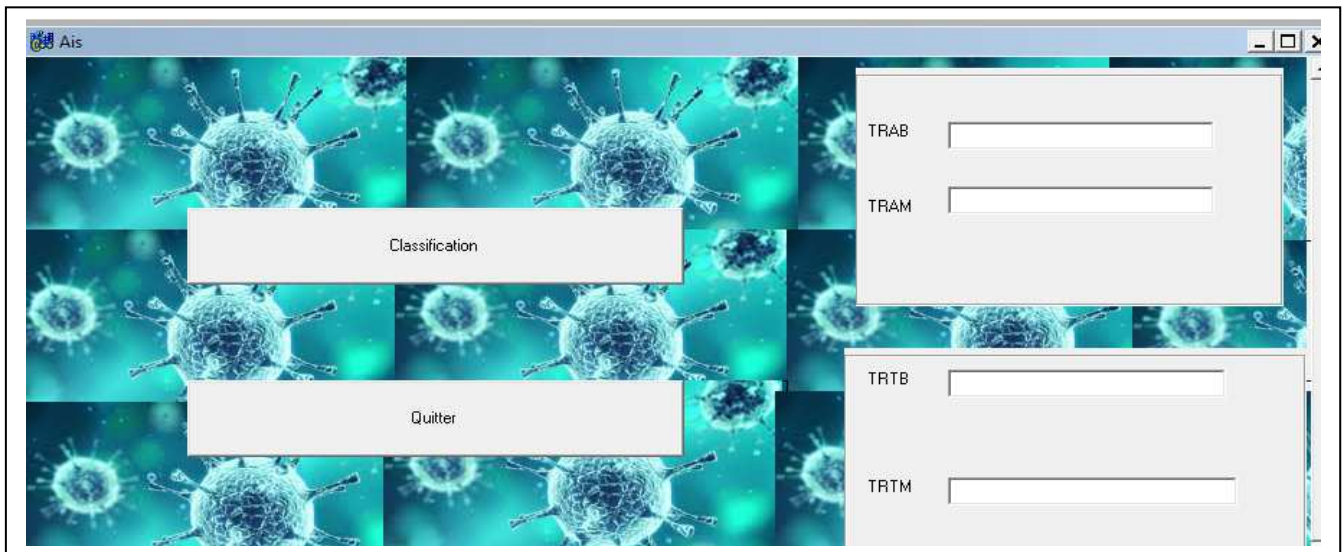 Ais
TRAB
TRAM
Classification
TRTB
Quitter
TRTM